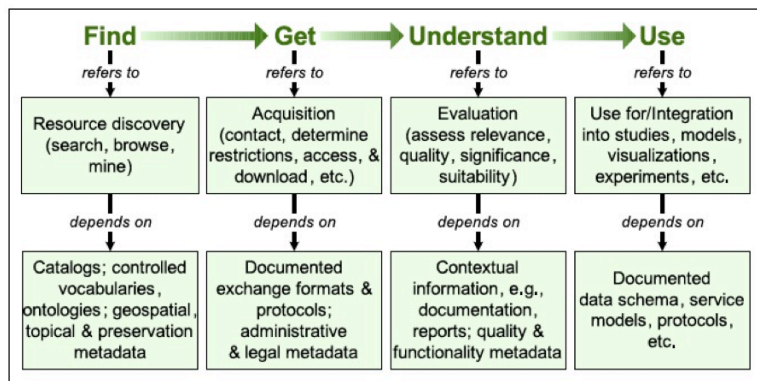 Find
Get
Understand
Use
refers to
refers to
refers to
refers to
Resource discovery
(search, browse,
mine)
Acquisition
(contact, determine
restrictions, access, &
download, etc.)
Evaluation
(assess relevance,
quality, significance,
suitability)
Use for/Integration
into studies, models,
visualizations,
experiments, etc.
depends on
depends on
depends on
depends on
Catalogs; controlled
vocabularies,
ontologies; geospatial,
topical & preservation
metadata
Documented
exchange formats &
protocols;
administrative
& legal metadata
Contextual
information, e.g.,
documentation,
reports; quality &
functionality metadata
Documented
data schema, service
models, protocols,
etc.